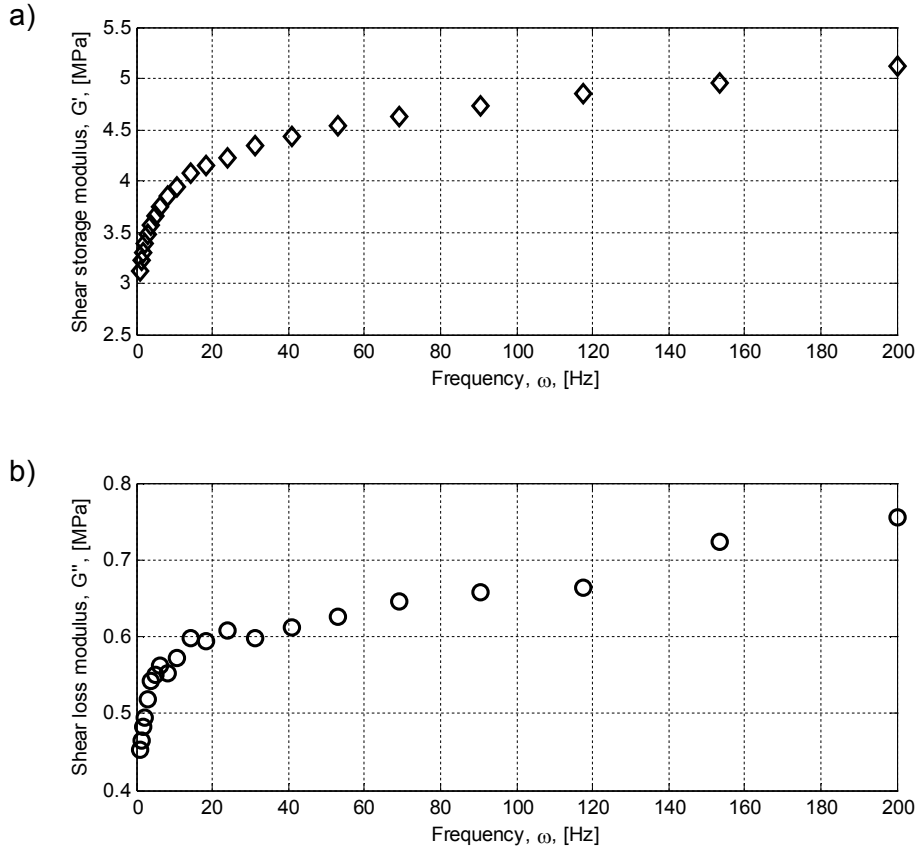 a)
Shear storage modulus, G', [MPa]
5.5
5
4.5
4
3.5
3
2.5
0 20 40 60 80 100 120 140 160 180 200
Frequency, ω, [Hz]
b)
Shear loss modulus, G'', [MPa]
0.8
0.7
0.6
0.5
0.4
0 20 40 60 80 100 120 140 160 180 200
Frequency, ω, [Hz]